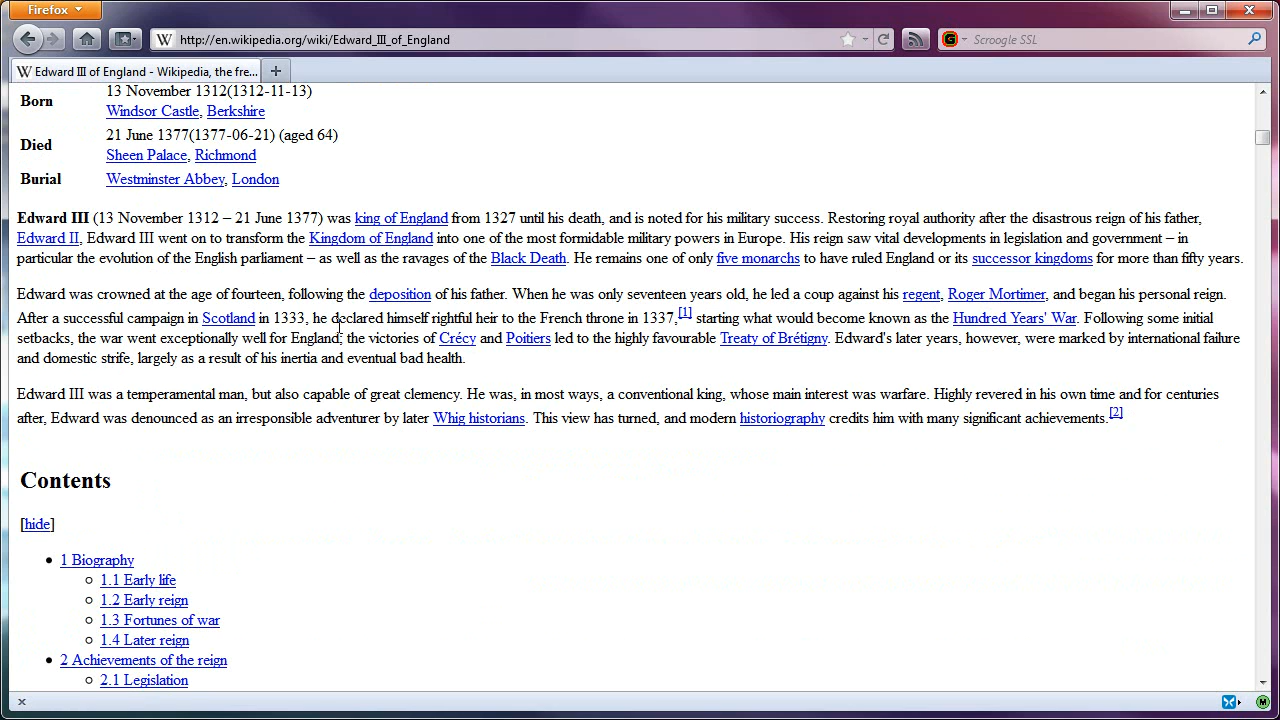 Firefox
http://en.wikipedia.org/wiki/Edward_III_of_England
Scroogle SSL
Edward III of England - Wikipedia, the fre...
Born
13 November 1312(1312-11-13)
Windsor Castle, Berkshire
Died
21 June 1377(1377-06-21) (aged 64)
Sheen Palace, Richmond
Burial
Westminster Abbey, London
Edward III (13 November 1312 – 21 June 1377) was king of England from 1327 until his death, and is noted for his military success. Restoring royal authority after the disastrous reign of his father,
Edward II, Edward III went on to transform the Kingdom of England into one of the most formidable military powers in Europe. His reign saw vital developments in legislation and government – in
particular the evolution of the English parliament – as well as the ravages of the Black Death. He remains one of only five monarchs to have ruled England or its successor kingdoms for more than fifty years.
Edward was crowned at the age of fourteen, following the deposition of his father. When he was only seventeen years old, he led a coup against his regent, Roger Mortimer, and began his personal reign.
After a successful campaign in Scotland in 1333, he declared himself rightful heir to the French throne in 1337,[1] starting what would become known as the Hundred Years' War. Following some initial
setbacks, the war went exceptionally well for England; the victories of Crécy and Poitiers led to the highly favourable Treaty of Brétigny. Edward's later years, however, were marked by international failure
and domestic strife, largely as a result of his inertia and eventual bad health.
Edward III was a temperamental man, but also capable of great clemency. He was, in most ways, a conventional king, whose main interest was warfare. Highly revered in his own time and for centuries
after, Edward was denounced as an irresponsible adventurer by later Whig historians. This view has turned, and modern historiography credits him with many significant achievements.[2]
Contents
[hide]
1 Biography
1.1 Early life
1.2 Early reign
1.3 Fortunes of war
1.4 Later reign
2 Achievements of the reign
2.1 Legislation